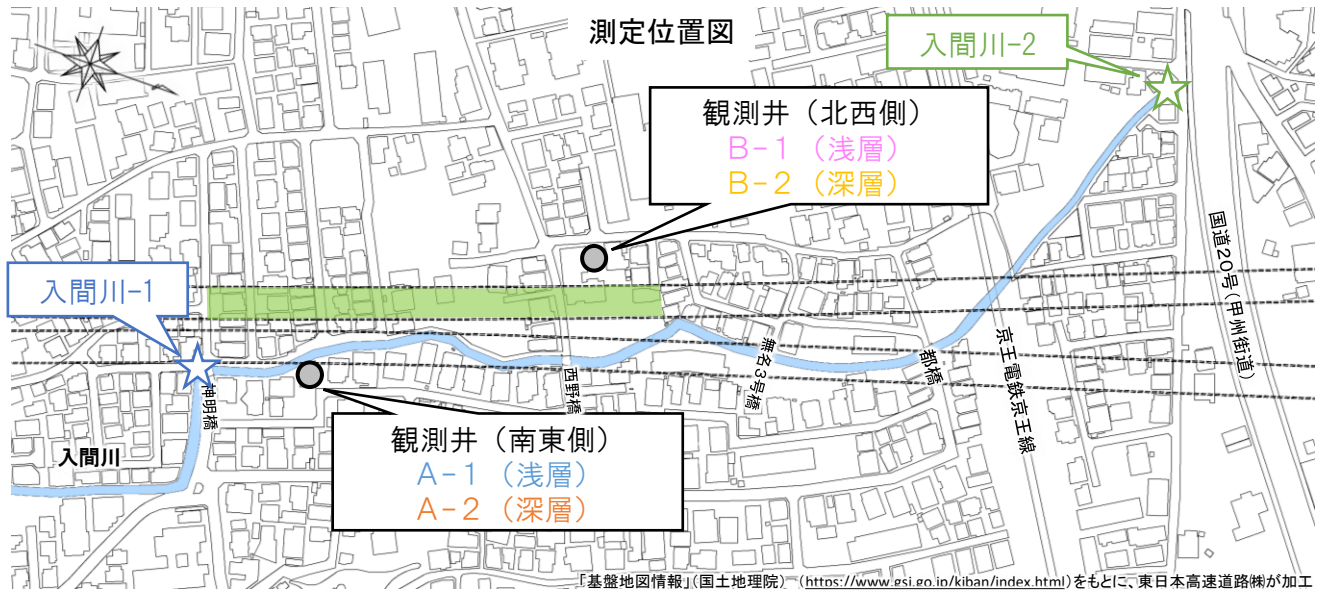 測定位置図
入間川-2
観測井（北西側）
B-1（浅層）
B-2（深層）
国道20号(甲州街道)
入間川-1
神明橋
西野橋
無名3号橋
都橋
京王電鉄京王線
入間川
観測井（南東側）
A-1（浅層）
A-2（深層）
「基盤地図情報」(国土地理院)　(https://www.gsi.go.jp/kiban/index.html)をもとに、東日本高速道路㈱が加工